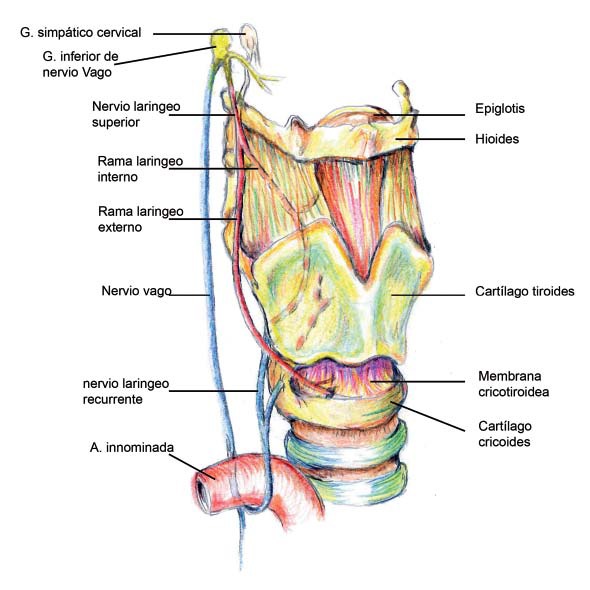 G. simpático cervical
G. inferior de
nervio Vago
Nervio laringeo
superior
Rama laringeo
interno
Rama laringeo
externo
Nervio vago
nervio laringeo
recurrente
A. innominada
Epiglotis
Hioides
Cartílago tiroides
Membrana
cricotiroidea
Cartílago
cricoides